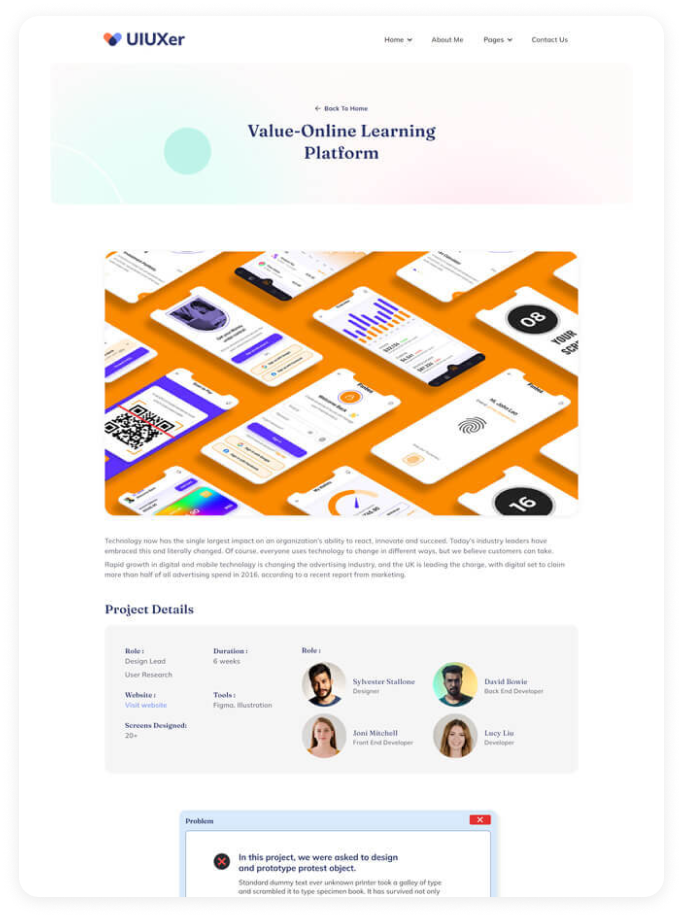 UIUXer
Home
About Me
Pages
Contact Us
Back To Home
Value-Online Learning
Platform
08
YOUR
Welcome Back
Hi, John Leo
16
Technology now has the single largest impact on an organization's ability to react, innovate and succeed. Today's industry leaders have
embraced this and literally changed. Of course, everyone uses technology to change in different ways, but we believe customers can take.
Rapid growth in digital and mobile technology is changing the advertising industry, and the UK is leading the charge, with digital set to claim
more than half of all advertising spend in 2016, according to a recent report from marketing.
Project Details
Role :
Design Lead
User Research
Duration :
6 weeks
Website :
Visit website
Tools :
Figma, Illustration
Screens Designed:
20+
Role :
Sylvester Stallone
Designer
David Bowie
Back End Developer
Joni Mitchell
Front End Developer
Lucy Liu
Developer
Problem
In this project, we were asked to design
and prototype protest object.
Standard dummy text ever unknown printer took a galley of type
and scrambled it to type specimen book. It has survived not only